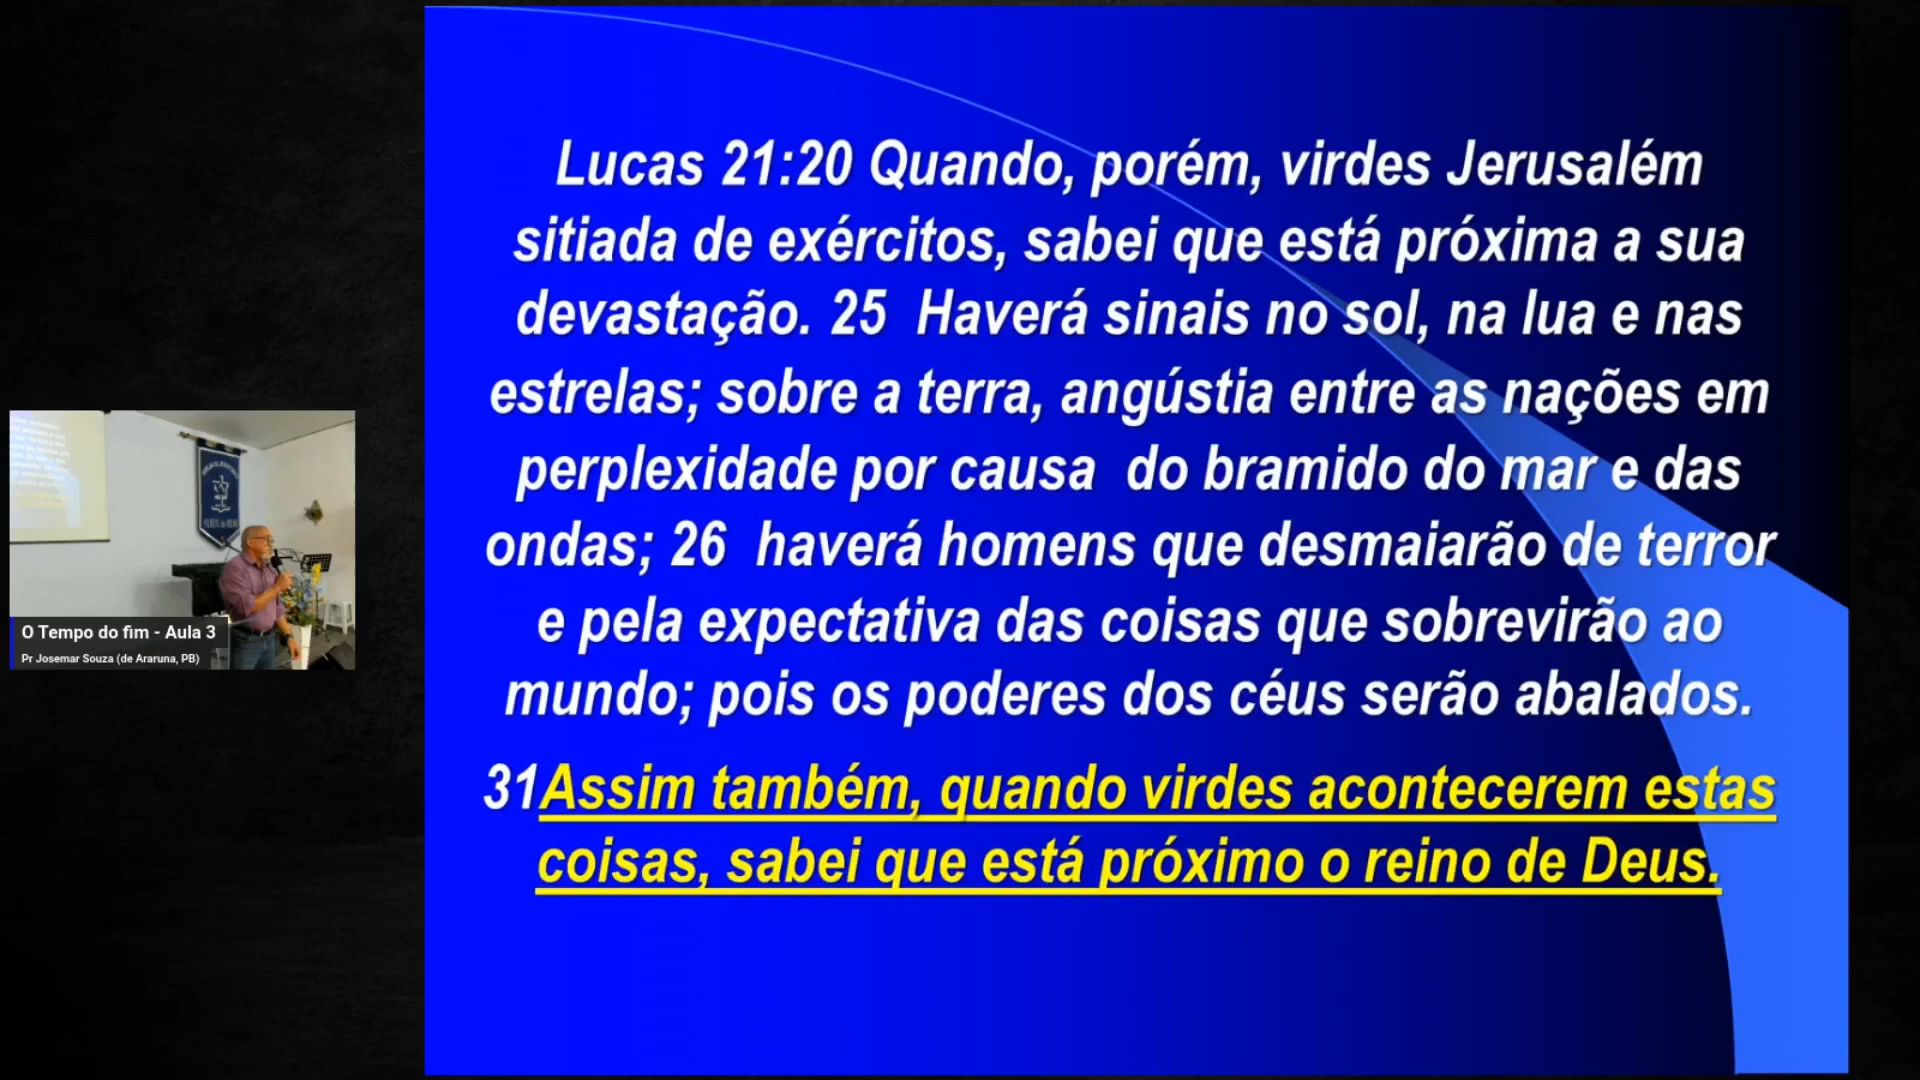 Lucas 21:20 Quando, porém, virdes Jerusalém
sitiada de exércitos, sabei que está próxima a sua
devastação. 25 Haverá sinais no sol, na lua e nas
estrelas; sobre a terra, angústia entre as nações em
perplexidade por causa do bramido do mar e das
ondas; 26 haverá homens que desmaiarão de terror
e pela expectativa das coisas que sobrevirão ao
mundo; pois os poderes dos céus serão abalados.
31Assim também, quando virdes acontecerem estas
coisas, sabei que está próximo o reino de Deus.
O Tempo do fim - Aula 3
Pr Josemar Souza (de Araruna, PB)